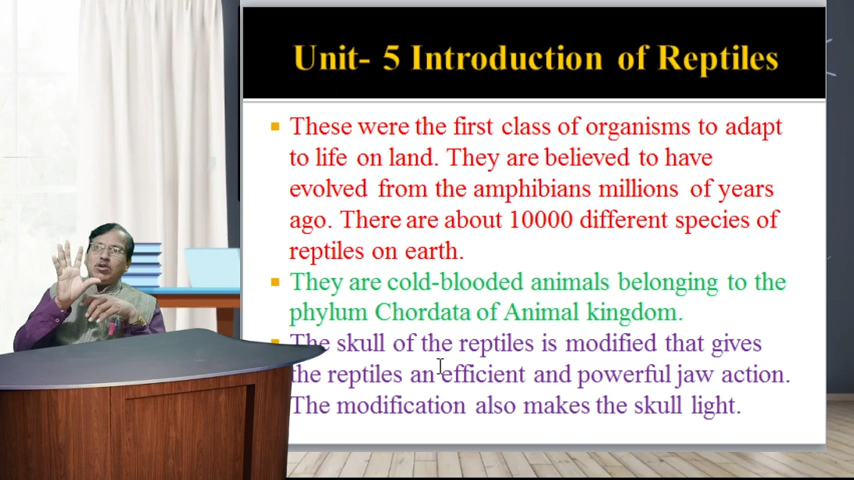 Unit- 5 Introduction of Reptiles
These were the first class of organisms to adapt
to life on land. They are believed to have
evolved from the amphibians millions of years
ago. There are about 10000 different species of
reptiles on earth.
They are cold-blooded animals belonging to the
phylum Chordata of Animal kingdom.
The skull of the reptiles is modified that gives
the reptiles an efficient and powerful jaw action.
The modification also makes the skull light.